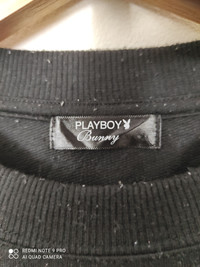 PLAYBOY
Bunny
REDMI NOTE 9 PRO
AI QUAD CAMERA